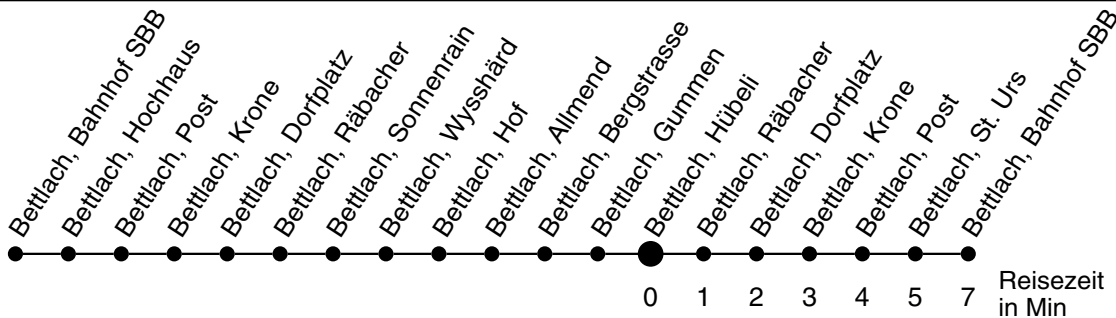 Bettlach, Bahnhof SBB
Bettlach, Hochhaus
Bettlach, Post
Bettlach, Krone
Bettlach, Dorfplatz
Bettlach, Räbacher
Bettlach, Sonnenrain
Bettlach, Wysshärd
Bettlach, Hof
Bettlach, Allmend
Bettlach, Bergstrasse
Bettlach, Gummen
Bettlach, Hübeli
Bettlach, Räbacher
Bettlach, Dorfplatz
Bettlach, Krone
Bettlach, Post
Bettlach, St. Urs
Bettlach, Bahnhof SBB
0 1 2 3 4 5 7
Reisezeit
in Min